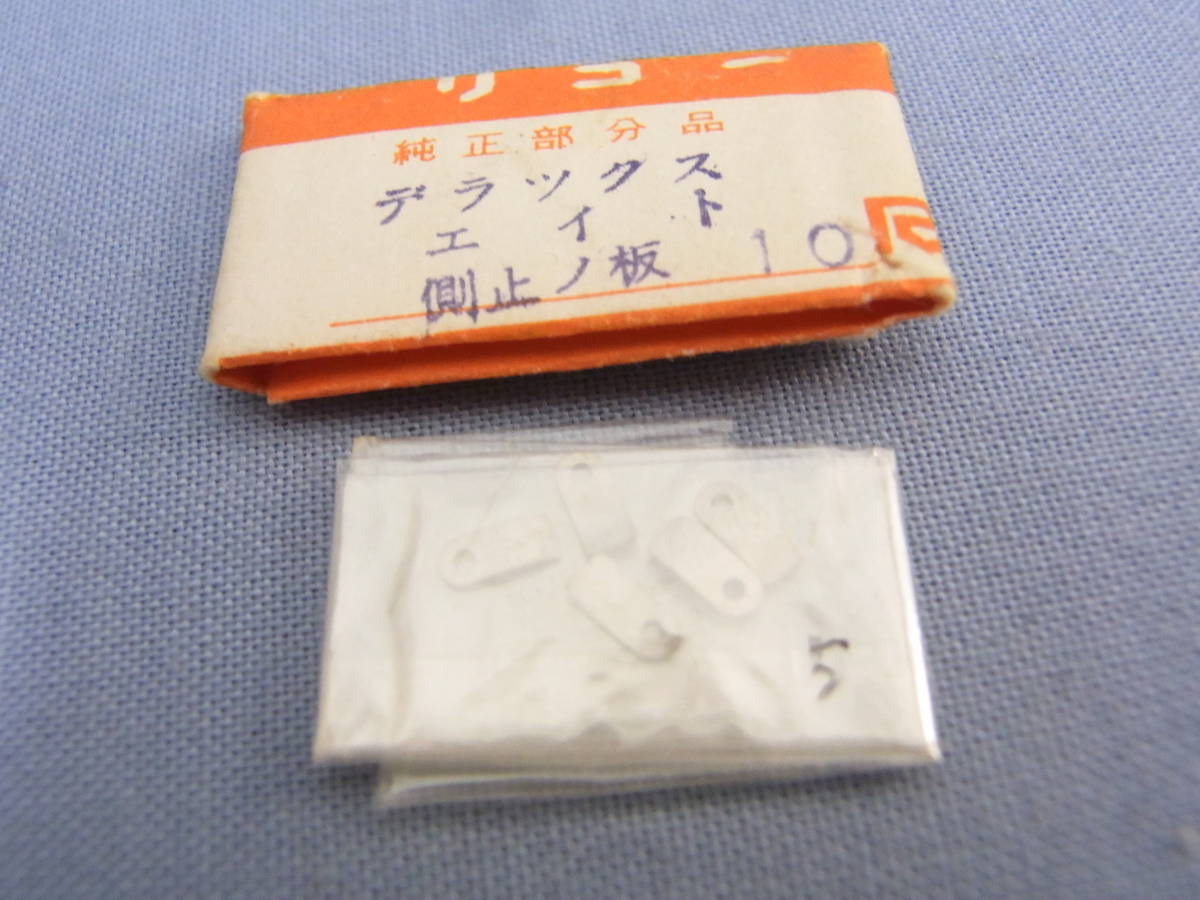 リコー
純正部分品
デラックス
エイト
側止ノ板 10
5